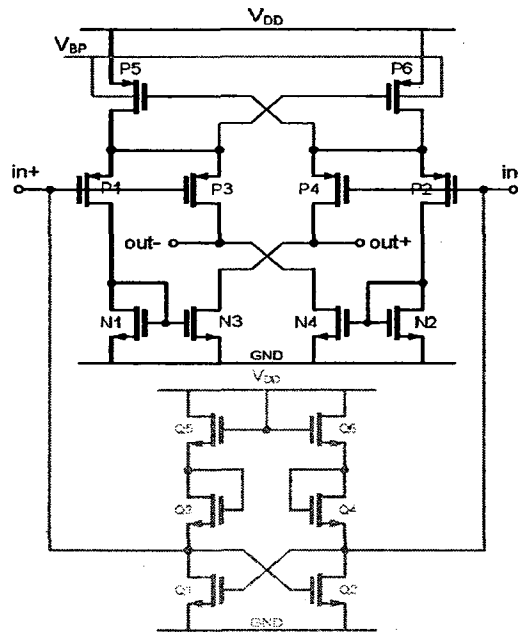 VDD
VBP
P5 P6
in+ in
P1 P3 P4 P2
out- out+
N1 N3 N4 N2
GND
VDD
Q5 Q6
Q3 Q4
Q1 Q2
GND